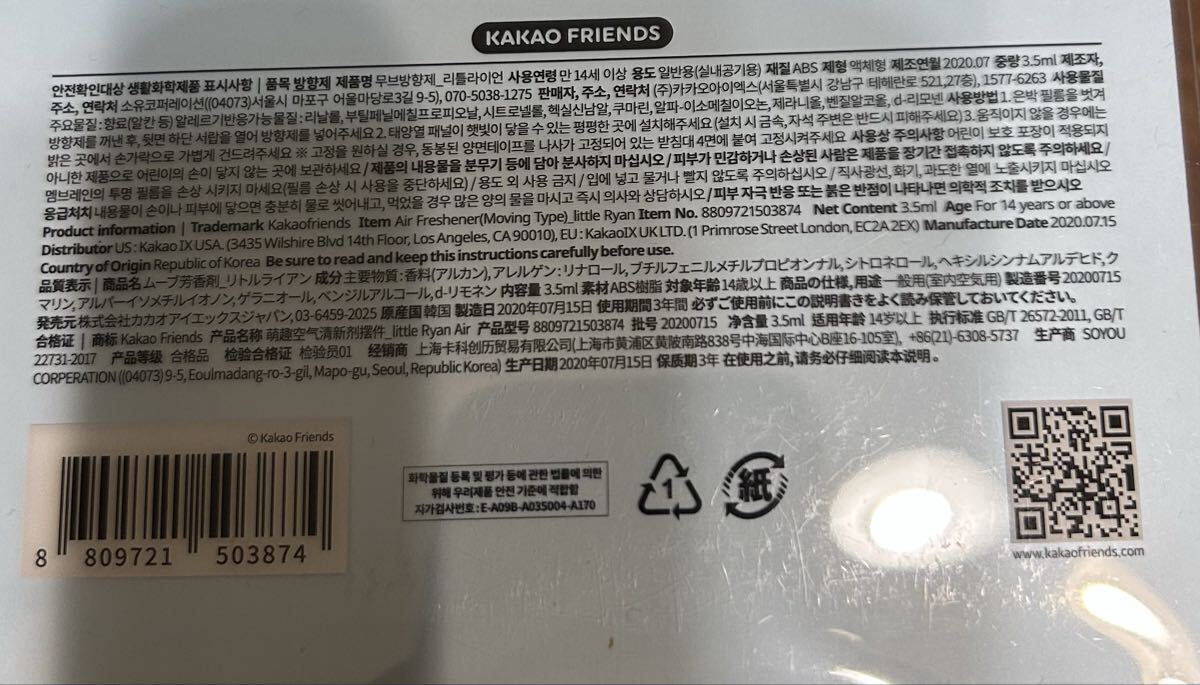 KAKAO FRIENDS
안전확인대상 생활화학제품 표시사항 | 품목 방향제 제품명 무브방향제_리틀라이언 사용연령 만 14세 이상 용도 일반용(실내공기용) 재질 ABS 제형 액체형 제조연월 2020.07 중량 3.5ml 제조자,
주소, 연락처 소유코퍼레이션((04073)서울시 마포구 어울마당로3길 9-5), 070-5038-1275 판매자, 주소, 연락처 (주)카카오아이엑스(서울특별시 강남구 테헤란로 521,27층), 1577-6263 사용물질
주요물질 : 향료(알칸 등) 알레르기반응가능물질 : 리날롤, 부틸페닐메칠프로피오날, 시트로넬롤, 헥실신남알, 쿠마린, 알파-이소메칠이오논, 제라니올, 벤질알코올, d-리모넨 사용방법 1. 은박 필름을 벗겨
방향제를 꺼낸 후, 뒷면 하단 서랍을 열어 방향제를 넣어주세요 2. 태양열 패널이 햇빛이 닿을 수 있는 평평한 곳에 설치해주세요 (설치 시 금속, 자석 주변은 반드시 피해주세요) 3. 움직이지 않을 경우에는
밝은 곳에서 손가락으로 가볍게 건드려주세요 ※ 고정을 원하실 경우, 동봉된 양면테이프를 나사가 고정되어 있는 받침대 4면에 붙여 고정시켜주세요. 사용상 주의사항 어린이 보호 포장이 적용되지
아니한 제품으로 어린이의 손이 닿지 않는 곳에 보관하세요 / 제품의 내용물을 분무기 등에 담아 분사하지 마십시오 / 피부가 민감하거나 손상된 사람은 제품을 장기간 접촉하지 않도록 주의하세요 /
멤브레인의 투명 필름을 손상 시키지 마세요(필름 손상 시 사용을 중단하세요) / 용도 외 사용 금지 / 입에 넣고 물거나 빨지 않도록 주의하십시오 / 직사광선, 화기, 과도한 열에 노출시키지 마십시오
응급처치 내용물이 손이나 피부에 닿으면 충분히 물로 씻어내고, 먹었을 경우 많은 양의 물을 마시고 즉시 의사와 상담하시오 / 피부 자극 반응 또는 붉은 반점이 나타나면 의학적 조치를 받으시오
Product information | Trademark Kakaofriends Item Air Freshener(Moving Type)_little Ryan Item No. 8809721503874 Net Content 3.5ml Age For 14 years or above
Distributor US : Kakao IX USA. (3435 Wilshire Blvd 14th Floor, Los Angeles, CA 90010), EU : KakaoIX UK LTD. (1 Primrose Street London, EC2A 2EX) Manufacture Date 2020.07.15
Country of Origin Republic of Korea Be sure to read and keep this instructions carefully before use.
品質表示 | 商品名 ムーブ芳香剤_リトルライアン 成分 主要物質 : 香料(アルカン), アレルゲン : リナロール, ブチルフェニルメチルプロピオンナル, シトロネロール, ヘキシルシンナムアルデヒド, ク
マリン, アルパーイソメチルイオノン, ゲラニオール, ベンジルアルコール, d-リモネン 内容量 3.5ml 素材 ABS樹脂 対象年齢 14歳以上 商品の仕様, 用途 一般用(室内空気用) 製造番号 20200715
発売元 株式会社カカオアイエックスジャパン, 03-6459-2025 原産国 韓国 製造日 2020年07月15日 使用期間 3年間 必ずご使用前にこの説明書きをよく読み保管しておいてください。
合格证 | 商标 Kakao Friends 产品名称 萌趣空气清新剂摆件_little Ryan Air 产品型号 8809721503874 批号 20200715 净含量 3.5ml 适用年龄 14岁以上 执行标准 GB/T 26572-2011, GB/T
22731-2017 产品等级 合格品 检验合格证 检验员01 经销商 上海卡科创历贸易有限公司(上海市黄浦区黄陂南路838号中海国际中心B座16-105室), +86(21)-6308-5737 生产商 SOYOU
CORPERATION ((04073) 9-5, Eoulmadang-ro-3-gil, Mapo-gu, Seoul, Republic Korea) 生产日期 2020年07月15日 保质期 3年 在使用之前, 请务必仔细阅读本说明。
© Kakao Friends
8 809721 503874
화학물질 등록 및 평가 등에 관한 법률에 의한
위해 우려제품 안전 기준에 적합함
자가검사번호 : E-A09B-A035004-A170
1
紙
www.kakaofriends.com